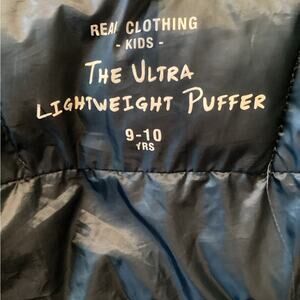 REAL CLOTHING
- KIDS -
THE ULTRA
LIGHTWEIGHT PUFFER
9-10
YRS